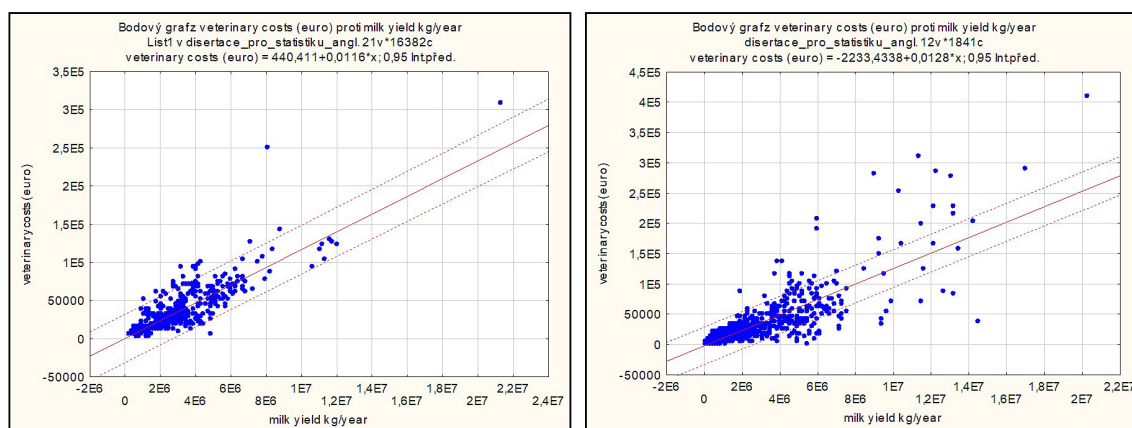 Bodový grafz veterinary costs (euro) proti milk yield kg/year
List1 v disertace_pro_statistiku_angl. 21v*16382c
veterinary costs (euro) = 440,411+0,0116*x; 0,95 Int.před.
3,5E5
3E5
2,5E5
2E5
1,5E5
1E5
50000
0
-50000
veterinary costs (euro)
-2E6 2E6 6E6 1E7 1,4E7 1,8E7 2,2E7
0 4E6 8E6 1,2E7 1,6E7 2E7 2,4E7
milk yield kg/year
Bodový grafz veterinary costs (euro) proti milk yield kg/year
disertace_pro_statistiku_angl. 12v*1841c
veterinary costs (euro) = -2233,4338+0,0128*x; 0,95 Int.před.
4,5E5
4E5
3,5E5
3E5
2,5E5
2E5
1,5E5
1E5
50000
0
-50000
veterinary costs (euro)
-2E6 2E6 6E6 1E7 1,4E7 1,8E7 2,2E7
0 4E6 8E6 1,2E7 1,6E7 2E7
milk yield kg/year